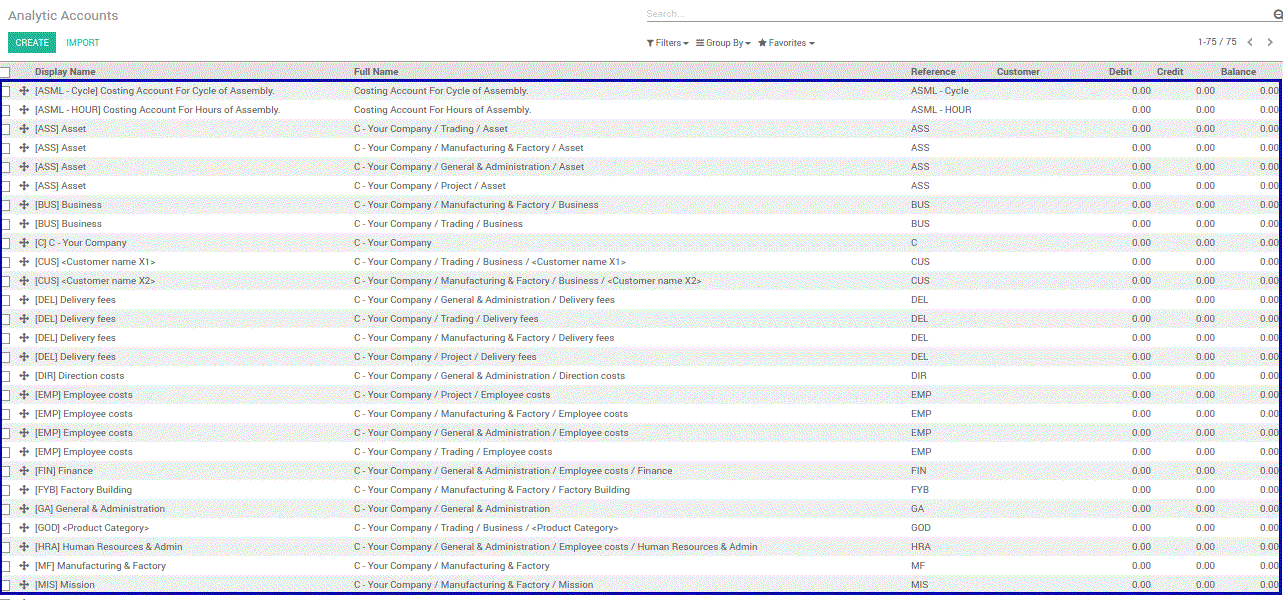 Analytic Accounts
Search...
CREATE IMPORT Filters Group By Favorites 1-75 / 75
Display Name Full Name Reference Customer Debit Credit Balance
[ASML - Cycle] Costing Account For Cycle of Assembly. Costing Account For Cycle of Assembly. ASML - Cycle 0.00 0.00 0.00
[ASML - HOUR] Costing Account For Hours of Assembly. Costing Account For Hours of Assembly. ASML - HOUR 0.00 0.00 0.00
[ASS] Asset C - Your Company / Trading / Asset ASS 0.00 0.00 0.00
[ASS] Asset C - Your Company / Manufacturing & Factory / Asset ASS 0.00 0.00 0.00
[ASS] Asset C - Your Company / General & Administration / Asset ASS 0.00 0.00 0.00
[ASS] Asset C - Your Company / Project / Asset ASS 0.00 0.00 0.00
[BUS] Business C - Your Company / Manufacturing & Factory / Business BUS 0.00 0.00 0.00
[BUS] Business C - Your Company / Trading / Business BUS 0.00 0.00 0.00
[C] C - Your Company C - Your Company C 0.00 0.00 0.00
[CUS] <Customer name X1> C - Your Company / Trading / Business / <Customer name X1> CUS 0.00 0.00 0.00
[CUS] <Customer name X2> C - Your Company / Manufacturing & Factory / Business / <Customer name X2> CUS 0.00 0.00 0.00
[DEL] Delivery fees C - Your Company / General & Administration / Delivery fees DEL 0.00 0.00 0.00
[DEL] Delivery fees C - Your Company / Trading / Delivery fees DEL 0.00 0.00 0.00
[DEL] Delivery fees C - Your Company / Manufacturing & Factory / Delivery fees DEL 0.00 0.00 0.00
[DEL] Delivery fees C - Your Company / Project / Delivery fees DEL 0.00 0.00 0.00
[DIR] Direction costs C - Your Company / General & Administration / Direction costs DIR 0.00 0.00 0.00
[EMP] Employee costs C - Your Company / Project / Employee costs EMP 0.00 0.00 0.00
[EMP] Employee costs C - Your Company / Manufacturing & Factory / Employee costs EMP 0.00 0.00 0.00
[EMP] Employee costs C - Your Company / General & Administration / Employee costs EMP 0.00 0.00 0.00
[EMP] Employee costs C - Your Company / Trading / Employee costs EMP 0.00 0.00 0.00
[FIN] Finance C - Your Company / General & Administration / Employee costs / Finance FIN 0.00 0.00 0.00
[FYB] Factory Building C - Your Company / Manufacturing & Factory / Factory Building FYB 0.00 0.00 0.00
[GA] General & Administration C - Your Company / General & Administration GA 0.00 0.00 0.00
[GOD] <Product Category> C - Your Company / Trading / Business / <Product Category> GOD 0.00 0.00 0.00
[HRA] Human Resources & Admin C - Your Company / General & Administration / Employee costs / Human Resources & Admin HRA 0.00 0.00 0.00
[MF] Manufacturing & Factory C - Your Company / Manufacturing & Factory MF 0.00 0.00 0.00
[MIS] Mission C - Your Company / Manufacturing & Factory / Mission MIS 0.00 0.00 0.00